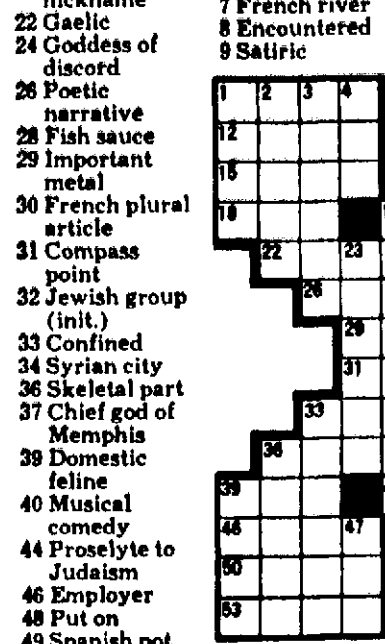 nickname
22 Gaelic
24 Goddess of
discord
26 Poetic
narrative
28 Fish sauce
29 Important
metal
30 French plural
article
31 Compass
point
32 Jewish group
(init.)
33 Confined
34 Syrian city
36 Skeletal part
37 Chief god of
Memphis
39 Domestic
feline
40 Musical
comedy
44 Proselyte to
Judaism
46 Employer
48 Put on
49 Spanish pot
7 French river
8 Encountered
9 Satiric
1 2 3 4
12
15
18
22 23
26
29
31
33
36
39
46 47
50
53